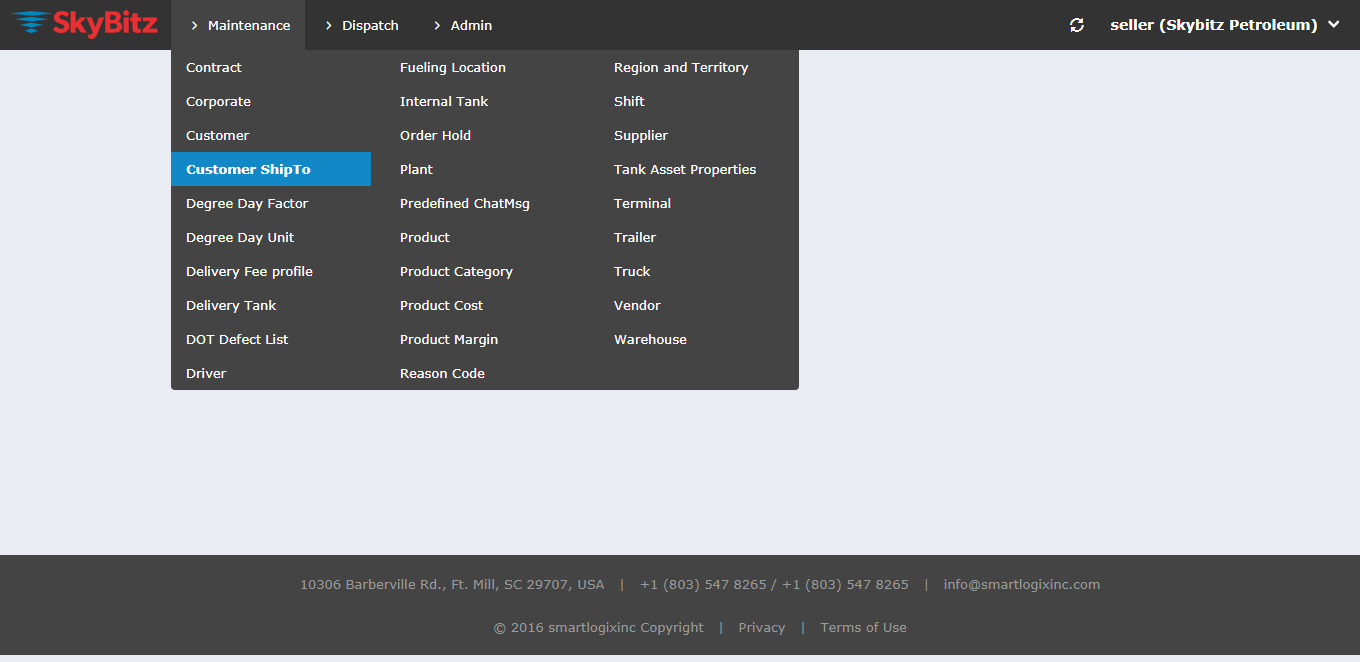 SkyBitz
Maintenance
Dispatch
Admin
seller (Skybitz Petroleum)
Contract
Corporate
Customer
Customer ShipTo
Degree Day Factor
Degree Day Unit
Delivery Fee profile
Delivery Tank
DOT Defect List
Driver
Fueling Location
Internal Tank
Order Hold
Plant
Predefined ChatMsg
Product
Product Category
Product Cost
Product Margin
Reason Code
Region and Territory
Shift
Supplier
Tank Asset Properties
Terminal
Trailer
Truck
Vendor
Warehouse
10306 Barberville Rd., Ft. Mill, SC 29707, USA | +1 (803) 547 8265 / +1 (803) 547 8265 | info@smartlogixinc.com
© 2016 smartlogixinc Copyright | Privacy | Terms of Use